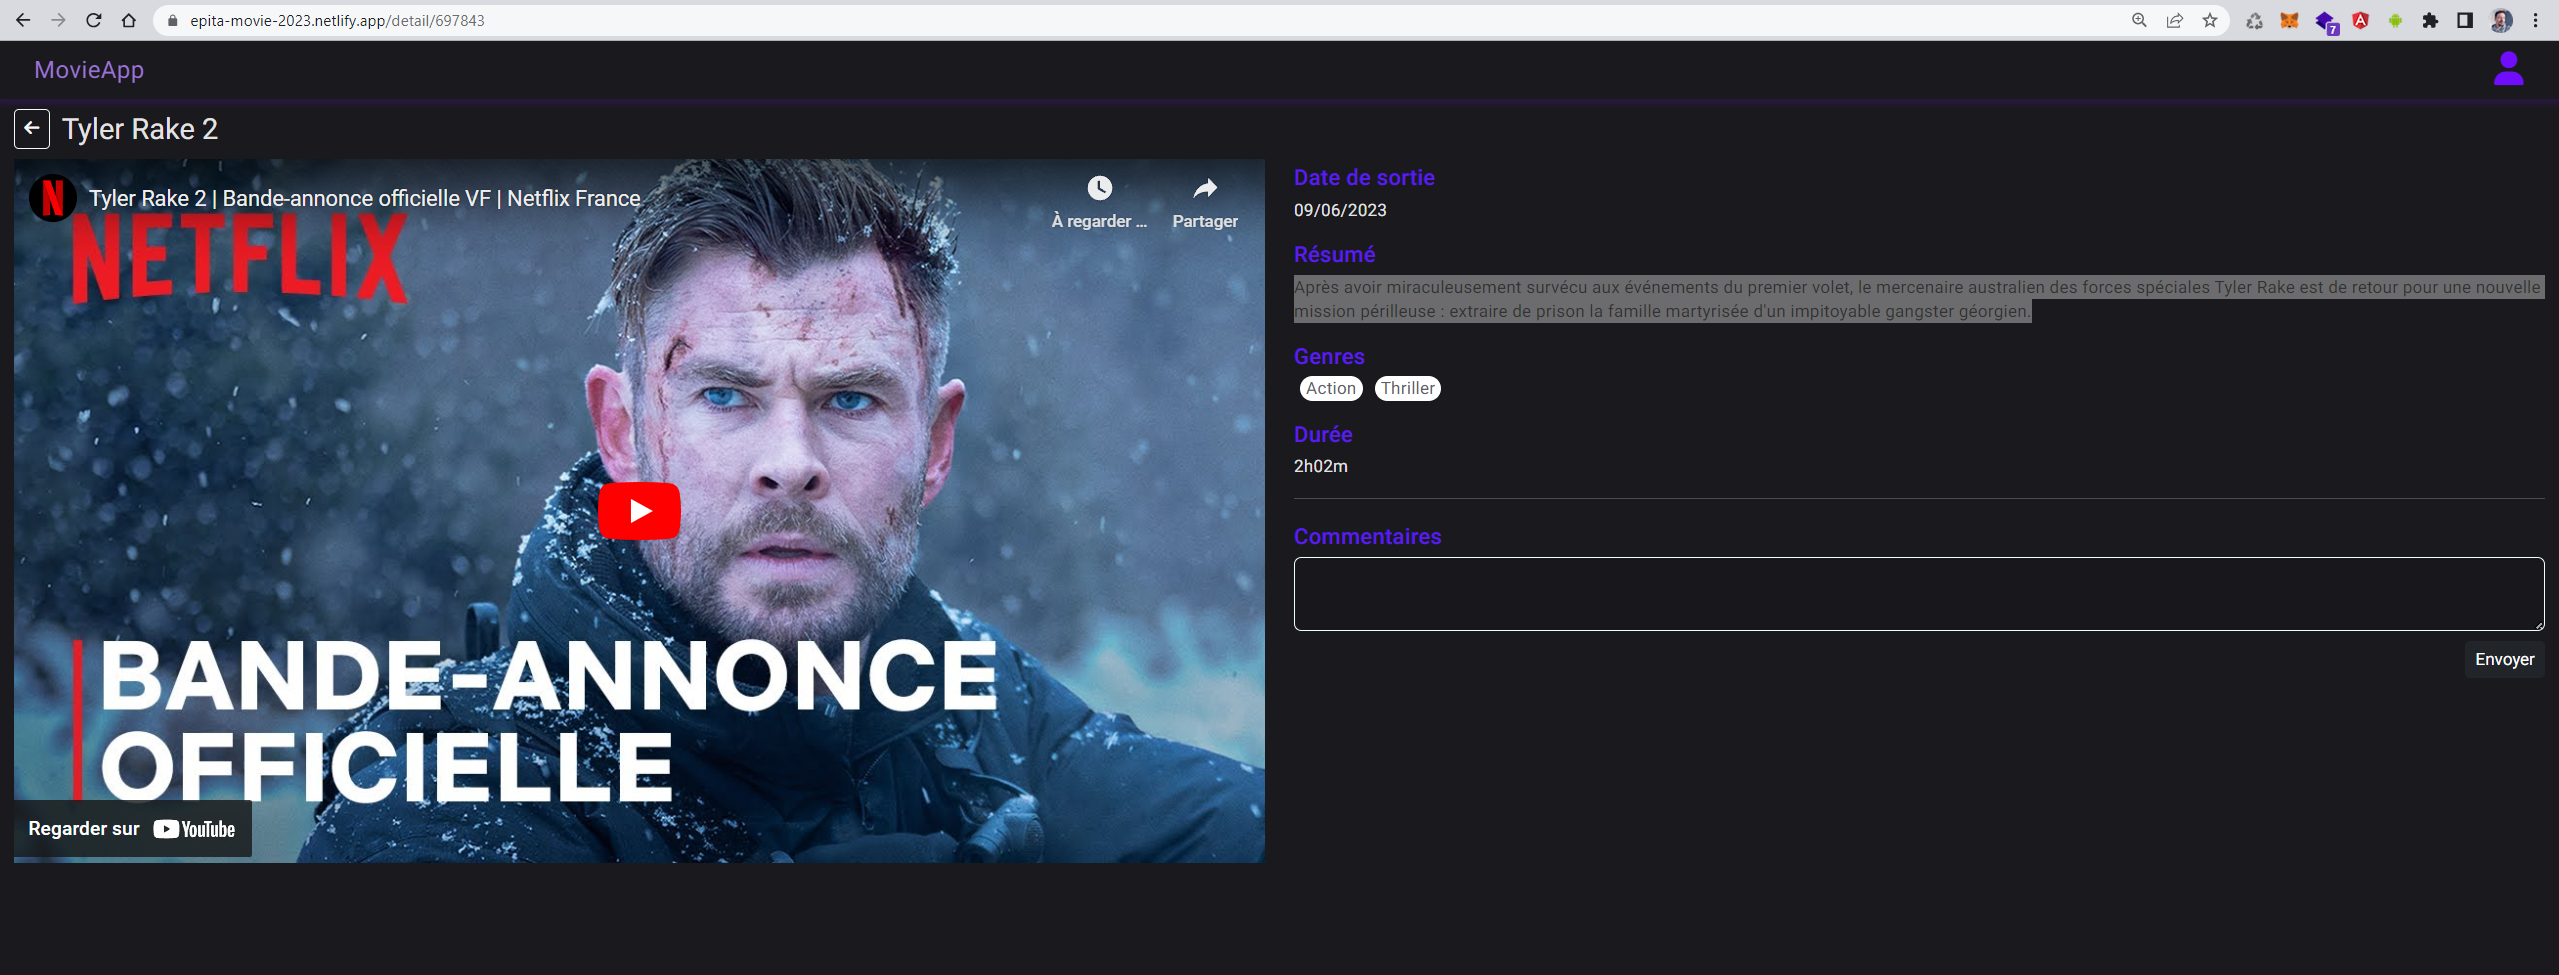 epita-movie-2023.netlify.app/detail/697843
7
MovieApp
Tyler Rake 2
Tyler Rake 2 | Bande-annonce officielle VF | Netflix France
À regarder ...
Partager
NETFLIX
BANDE-ANNONCE
OFFICIELLE
Regarder sur YouTube
Date de sortie
09/06/2023
Résumé
Après avoir miraculeusement survécu aux événements du premier volet, le mercenaire australien des forces spéciales Tyler Rake est de retour pour une nouvelle
mission périlleuse : extraire de prison la famille martyrisée d'un impitoyable gangster géorgien.
Genres
Action Thriller
Durée
2h02m
Commentaires
Envoyer